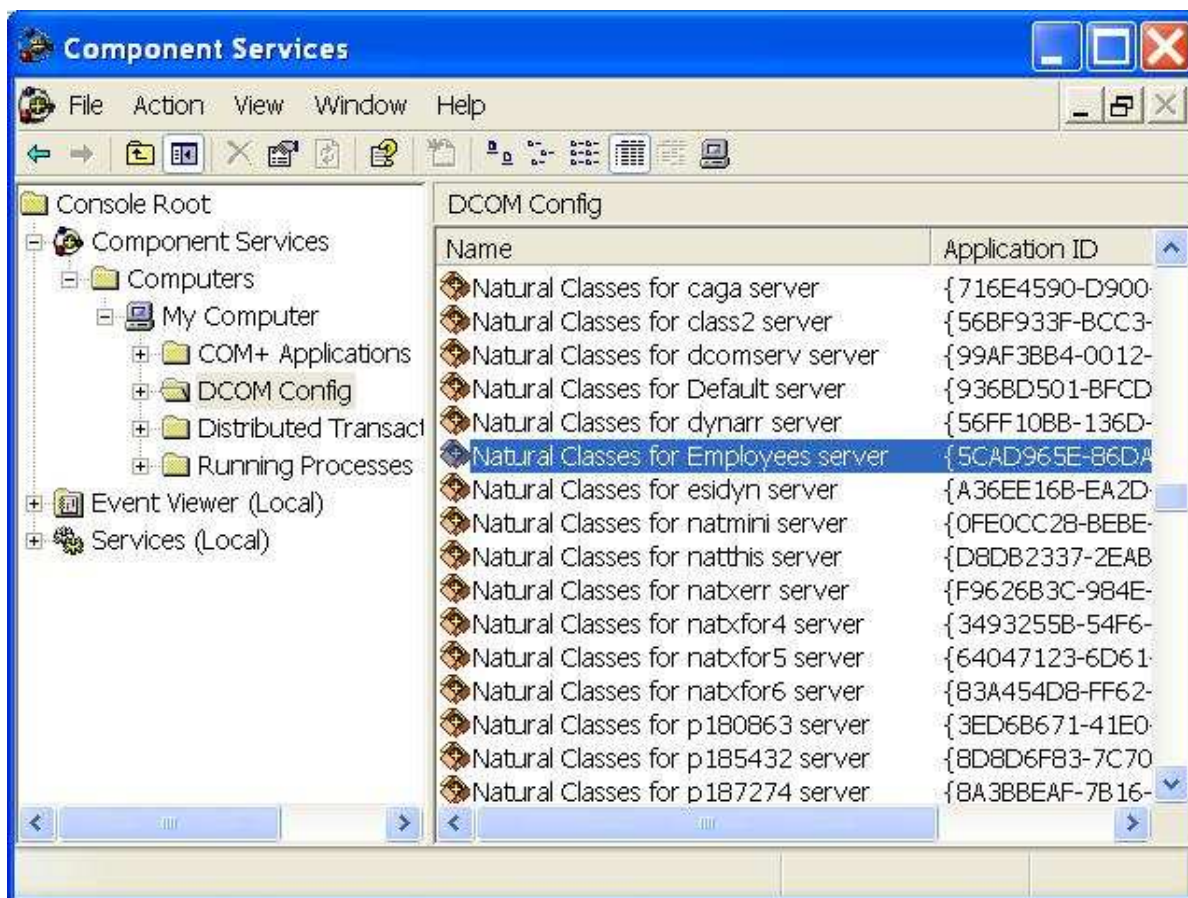 Component Services
File Action View Window Help
Console Root
Component Services
Computers
My Computer
COM+ Applications
DCOM Config
Distributed Transact
Running Processes
Event Viewer (Local)
Services (Local)
DCOM Config
Name Application ID
Natural Classes for caga server {716E4590-D900-
Natural Classes for class2 server {56BF933F-BCC3-
Natural Classes for dcomserv server {99AF3BB4-0012-
Natural Classes for Default server {936BD501-BFCD
Natural Classes for dynarr server {56FF10BB-136D-
Natural Classes for Employees server {5CAD965E-86DA
Natural Classes for esidyn server {A36EE16B-EA2D-
Natural Classes for natmini server {0FE0CC28-BEBE-
Natural Classes for natthis server {D8DB2337-2EAB
Natural Classes for natxerr server {F9626B3C-984E-
Natural Classes for natxfor4 server {3493255B-54F6-
Natural Classes for natxfor5 server {64047123-6D61-
Natural Classes for natxfor6 server {83A454D8-FF62-
Natural Classes for p180863 server {3ED6B671-41E0-
Natural Classes for p185432 server {8D8D6F83-7C70
Natural Classes for p187274 server {8A3BBEAF-7B16-